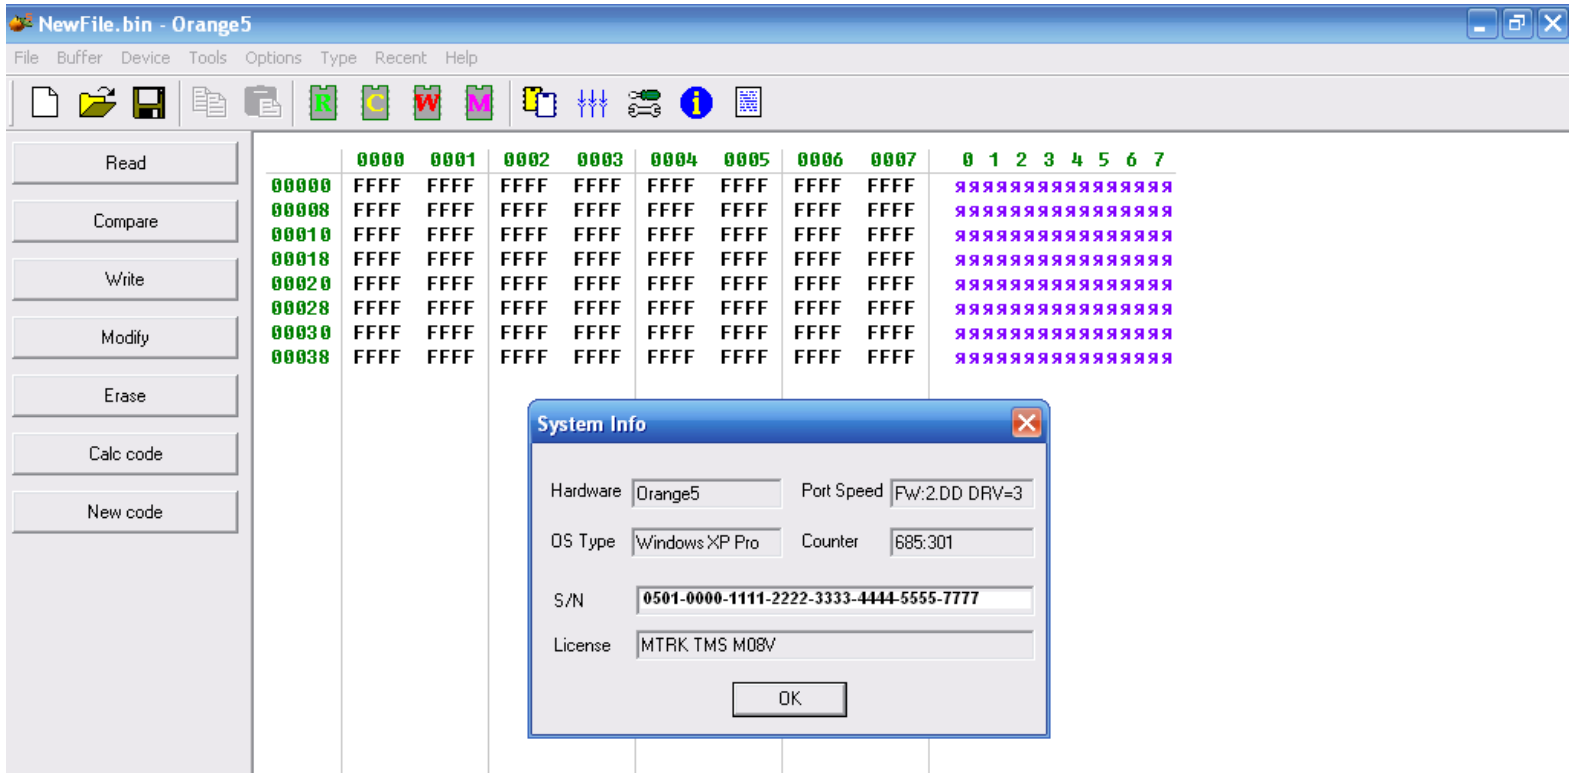 NewFile.bin - Orange5
File Buffer Device Tools Options Type Recent Help
R C W M
Read
Compare
Write
Modify
Erase
Calc code
New code
0000 0001 0002 0003 0004 0005 0006 0007 0 1 2 3 4 5 6 7
00000 FFFF FFFF FFFF FFFF FFFF FFFF FFFF FFFF яяяяяяяяяяяяяяяя
00008 FFFF FFFF FFFF FFFF FFFF FFFF FFFF FFFF яяяяяяяяяяяяяяяя
00010 FFFF FFFF FFFF FFFF FFFF FFFF FFFF FFFF яяяяяяяяяяяяяяяя
00018 FFFF FFFF FFFF FFFF FFFF FFFF FFFF FFFF яяяяяяяяяяяяяяяя
00020 FFFF FFFF FFFF FFFF FFFF FFFF FFFF FFFF яяяяяяяяяяяяяяяя
00028 FFFF FFFF FFFF FFFF FFFF FFFF FFFF FFFF яяяяяяяяяяяяяяяя
00030 FFFF FFFF FFFF FFFF FFFF FFFF FFFF FFFF яяяяяяяяяяяяяяяя
00038 FFFF FFFF FFFF FFFF FFFF FFFF FFFF FFFF яяяяяяяяяяяяяяяя
System Info
Hardware Orange5 Port Speed FW:2.DD DRV=3
OS Type Windows XP Pro Counter 685:301
S/N 0501-0000-1111-2222-3333-4444-5555-7777
License MTRK TMS M08V
OK